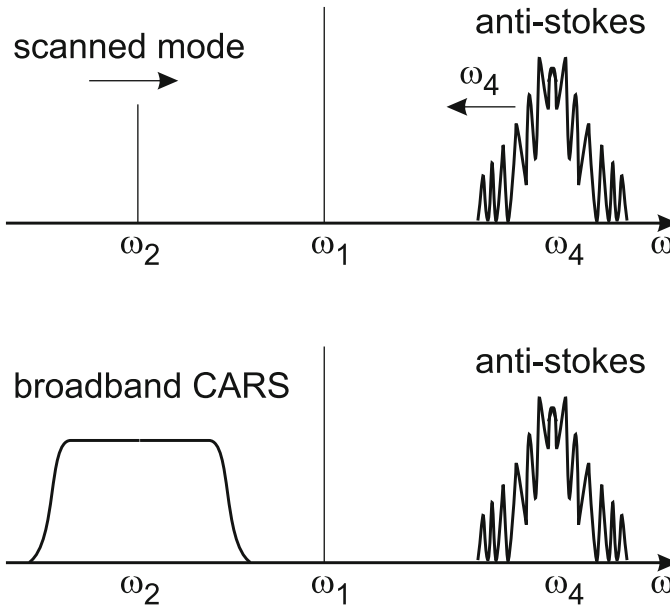 anti-stokes
scanned mode
ω4
ω2 ω1 ω4 ω
anti-stokes
broadband CARS
ω2 ω1 ω4 ω